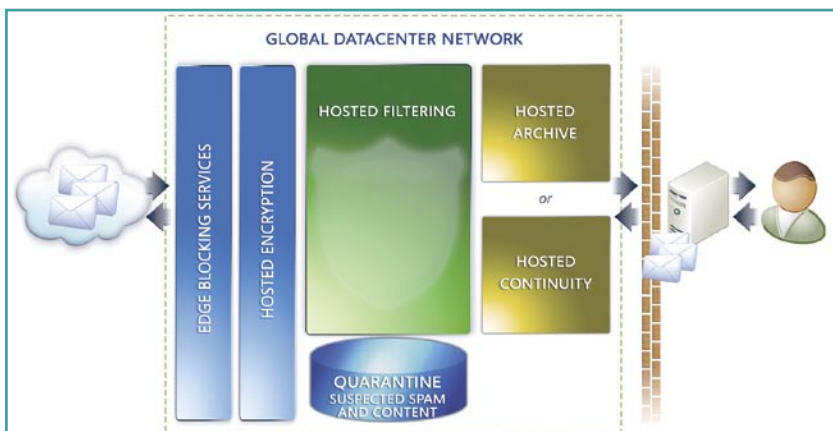 GLOBAL DATACENTER NETWORK
EDGE BLOCKING SERVICES
HOSTED ENCRYPTION
HOSTED FILTERING
HOSTED
ARCHIVE
or
HOSTED
CONTINUITY
QUARANTINE
SUSPECTED SPAM
AND CONTENT